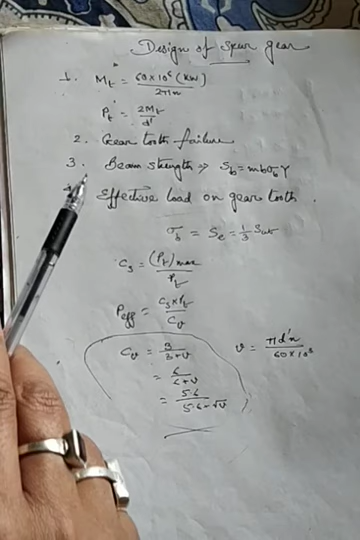 Design of spur gear
1. Mt = 60×10⁶(KW) / 2πn
Pt = 2Mt / d'
2. Gear tooth failure
3. Beam strength ⇒ Sb = mbσbY
Effective load on gear tooth.
σb = Se = 1/3 Sut
Cs = (Pt)max / Pt
Peff = Cs×Pt / Cv
Cv = 3 / 3+v v = πd'n / 60×10³
= 6 / 6+v
= 5.6 / 5.6+√v